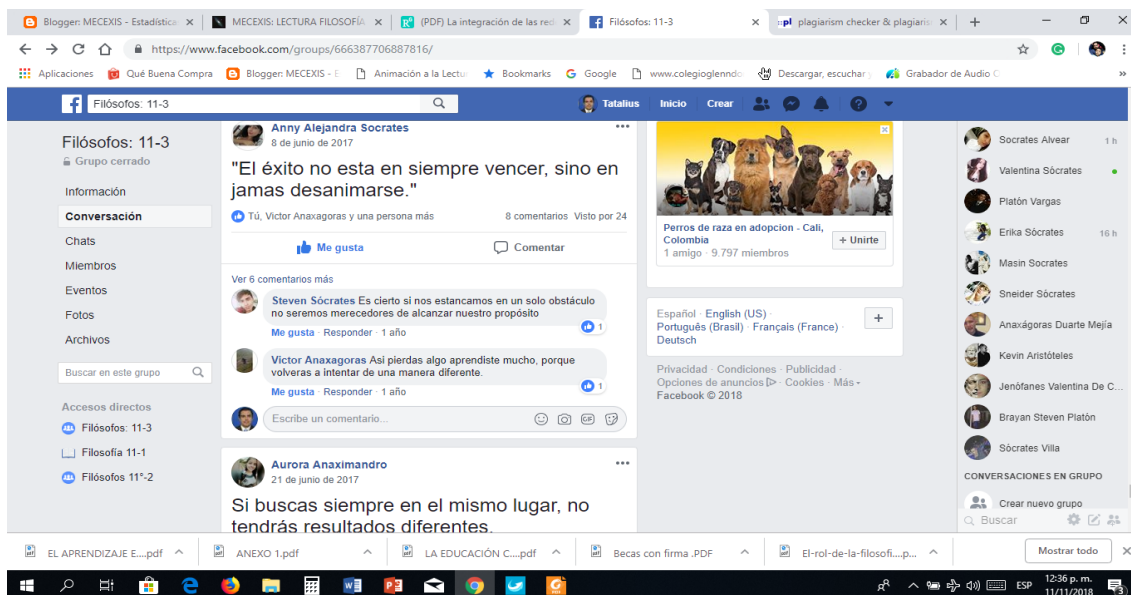 Blogger: MECEXIS - Estadística
MECEXIS: LECTURA FILOSOFÍA
(PDF) La integración de las red
Filósofos: 11-3
plagiarism checker & plagiaris
https://www.facebook.com/groups/666387706887816/
Aplicaciones
Qué Buena Compra
Blogger: MECEXIS - E
Animación a la Lectu
Bookmarks
Google
www.colegioglenndo
Descargar, escuchar y
Grabador de Audio O
Filósofos: 11-3
Tatalius
Inicio
Crear
Filósofos: 11-3
Grupo cerrado
Información
Conversación
Chats
Miembros
Eventos
Fotos
Archivos
Buscar en este grupo
Accesos directos
Filósofos: 11-3
Filosofía 11-1
Filósofos 11°-2
Anny Alejandra Socrates
8 de junio de 2017
"El éxito no esta en siempre vencer, sino en
jamas desanimarse."
Tú, Victor Anaxagoras y una persona más
8 comentarios Visto por 24
Me gusta
Comentar
Ver 6 comentarios más
Steven Sócrates Es cierto si nos estancamos en un solo obstáculo
no seremos merecedores de alcanzar nuestro propósito
Me gusta · Responder · 1 año
1
Victor Anaxagoras Asi pierdas algo aprendiste mucho, porque
volveras a intentar de una manera diferente.
Me gusta · Responder · 1 año
1
Escribe un comentario...
GIF
Aurora Anaximandro
21 de junio de 2017
Si buscas siempre en el mismo lugar, no
tendrás resultados diferentes.
Perros de raza en adopcion - Cali,
Colombia
1 amigo · 9.797 miembros
+ Unirte
Español · English (US) ·
Português (Brasil) · Français (France) ·
Deutsch
Privacidad · Condiciones · Publicidad ·
Opciones de anuncios · Cookies · Más
Facebook © 2018
Socrates Alvear
1 h
Valentina Sòcrates
Platón Vargas
Erika Sócrates
16 h
Masin Socrates
Sneider Sócrates
Anaxágoras Duarte Mejía
Kevin Aristóteles
Jenófanes Valentina De C...
Brayan Steven Platón
Sócrates Villa
CONVERSACIONES EN GRUPO
Crear nuevo grupo
Buscar
EL APRENDIZAJE E....pdf
ANEXO 1.pdf
LA EDUCACIÓN C....pdf
Becas con firma .PDF
El-rol-de-la-filosofi....p...
Mostrar todo
ESP
12:36 p. m.
11/11/2018
3